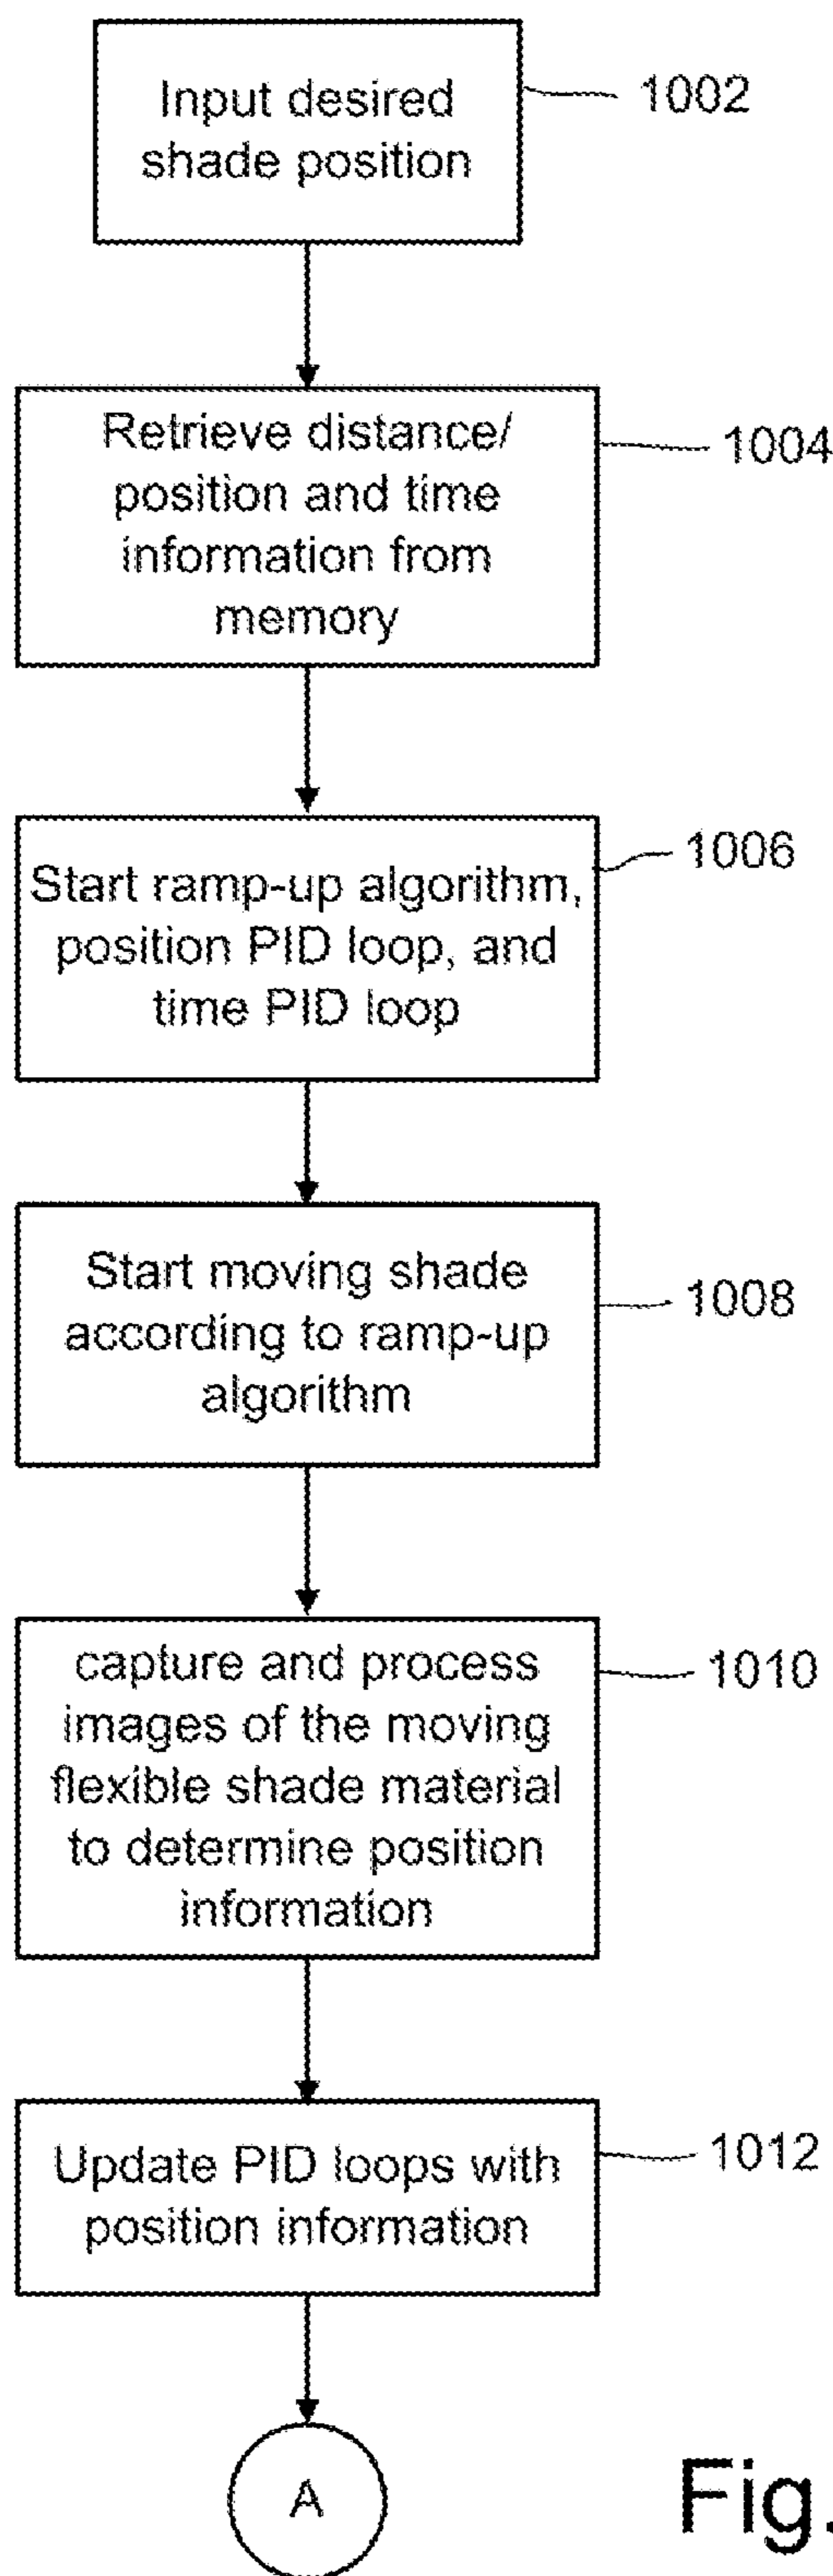 Input desired
shade position
1002
Retrieve distance/
position and time
information from
memory
1004
Start ramp-up algorithm,
position PID loop, and
time PID loop
1006
Start moving shade
according to ramp-up
algorithm
1008
capture and process
images of the moving
flexible shade material
to determine position
information
1010
Update PID loops with
position information
1012
A
Fig.